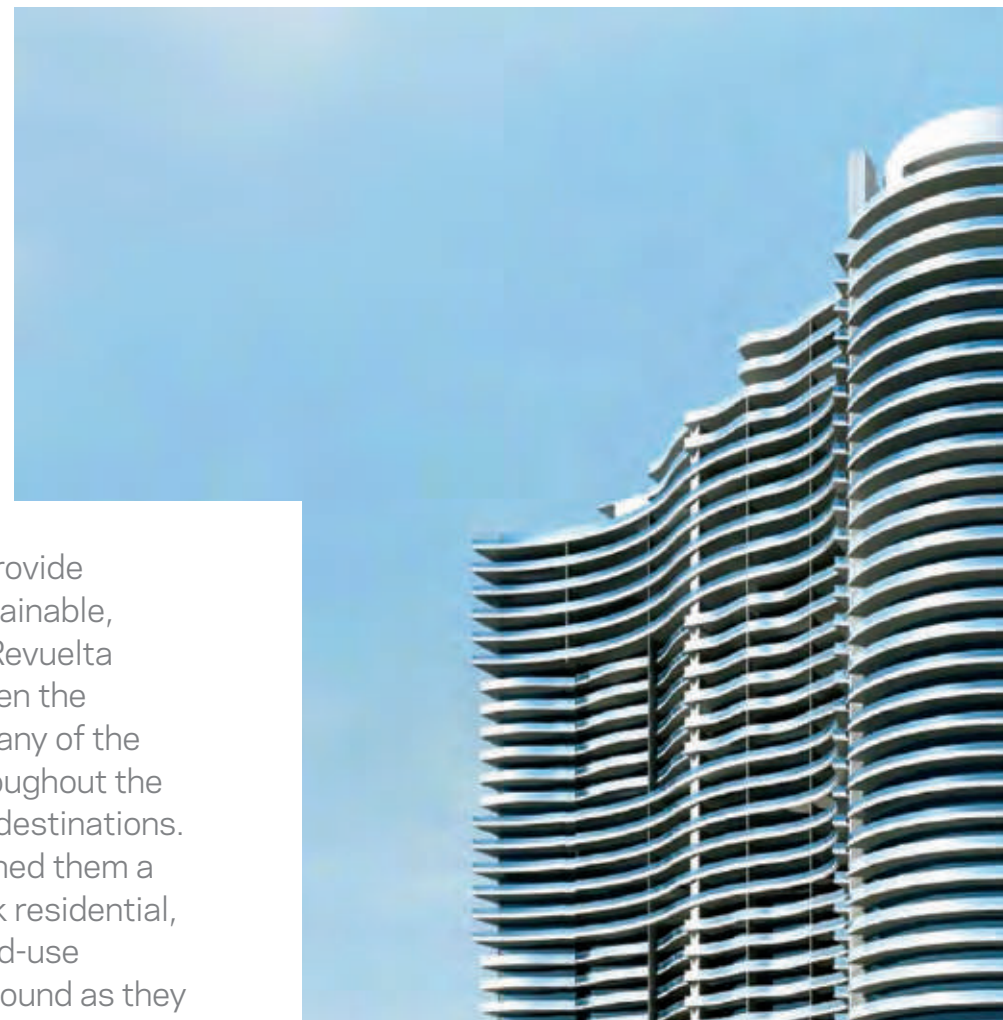 rovide
ainable,
Revuelta
en the
any of the
oughout the
destinations.
ned them a
k residential,
d-use
ound as they